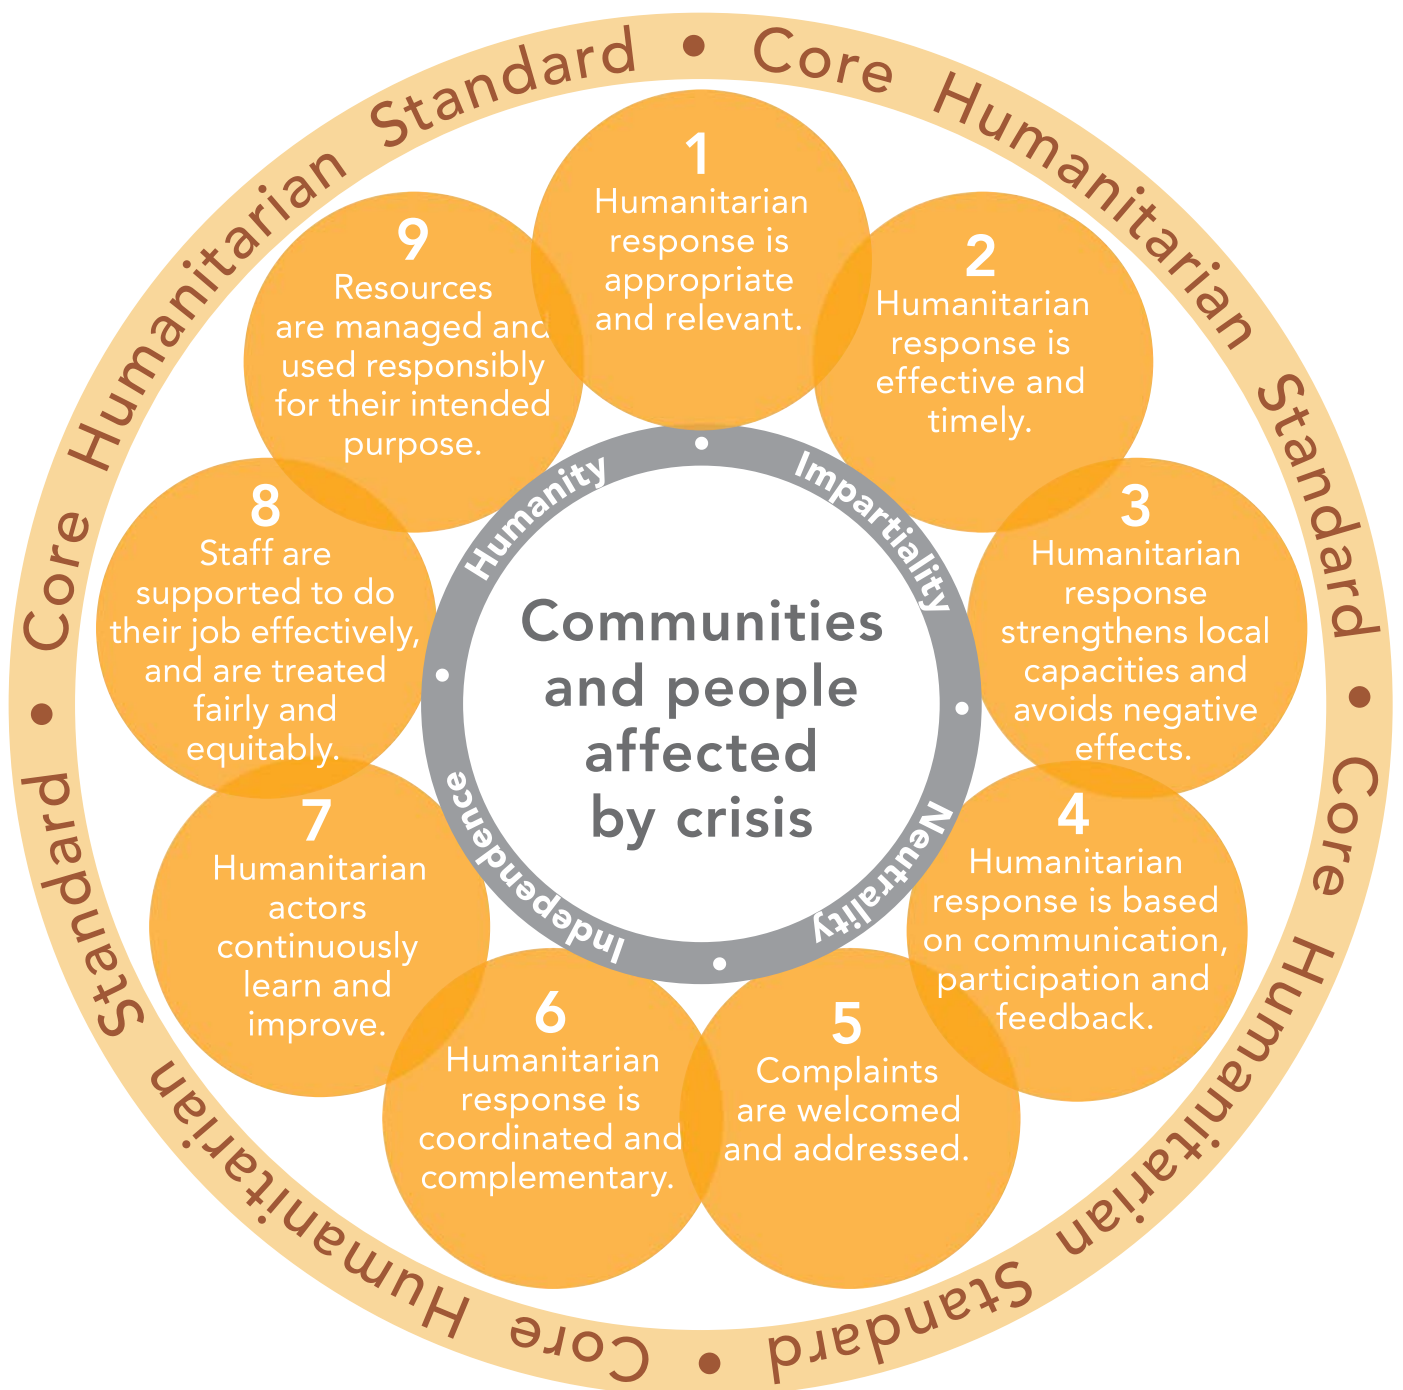 Core Humanitarian Standard • Core Humanitarian Standard • Core Humanitarian Standard • Core Humanitarian Standard •
1
Humanitarian
response is
appropriate
and relevant.
2
Humanitarian
response is
effective and
timely.
3
Humanitarian
response
strengthens local
capacities and
avoids negative
effects.
4
Humanitarian
response is based
on communication,
participation and
feedback.
5
Complaints
are welcomed
and addressed.
6
Humanitarian
response is
coordinated and
complementary.
7
Humanitarian
actors
continuously
learn and
improve.
8
Staff are
supported to do
their job effectively,
and are treated
fairly and
equitably.
9
Resources
are managed and
used responsibly
for their intended
purpose.
Humanity • Impartiality • Neutrality • Independence •
Communities
and people
affected
by crisis